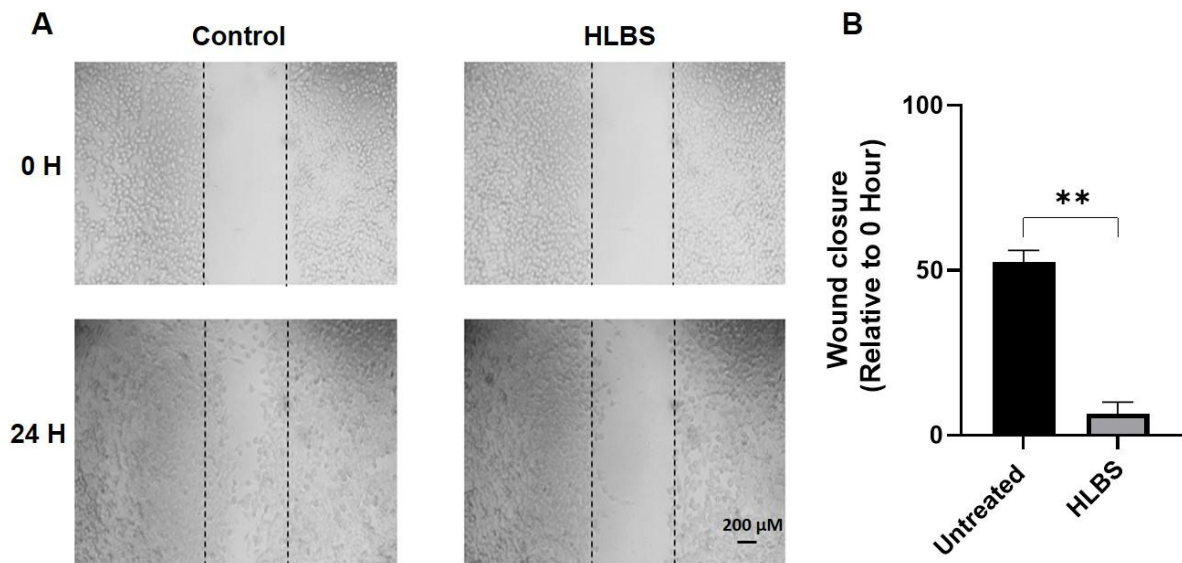 A
Control
HLBS
0 H
24 H
200 µM
B
Wound closure
(Relative to 0 Hour)
100
50
0
**
Untreated
HLBS